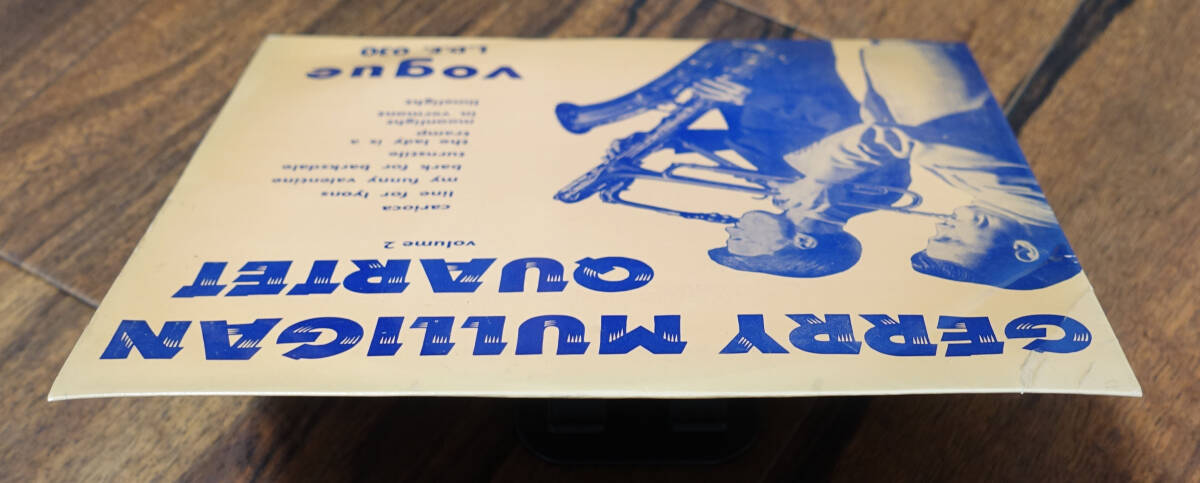 GERRY MULLIGAN
QUARTET
volume 2
carioca
line for lyons
my funny valentine
bark for barksdale
turnstile
the lady is a
tramp
moonlight
in vermont
limelight
vogue
L.D.E. 030